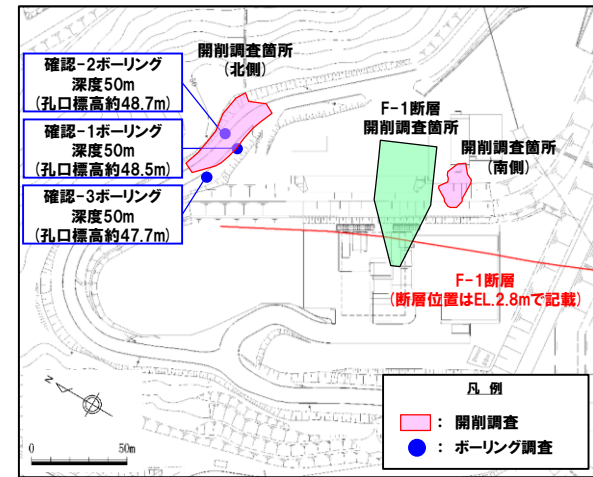 確認-2ボーリング
深度50m
(孔口標高約48.7m)
確認-1ボーリング
深度50m
(孔口標高約48.5m)
確認-3ボーリング
深度50m
(孔口標高約47.7m)
開削調査箇所
(北側)
F-1断層
開削調査箇所
開削調査箇所
(南側)
F-1断層
(断層位置はEL.2.8mで記載)
N
0 50m
凡 例
: 開削調査
: ボーリング調査